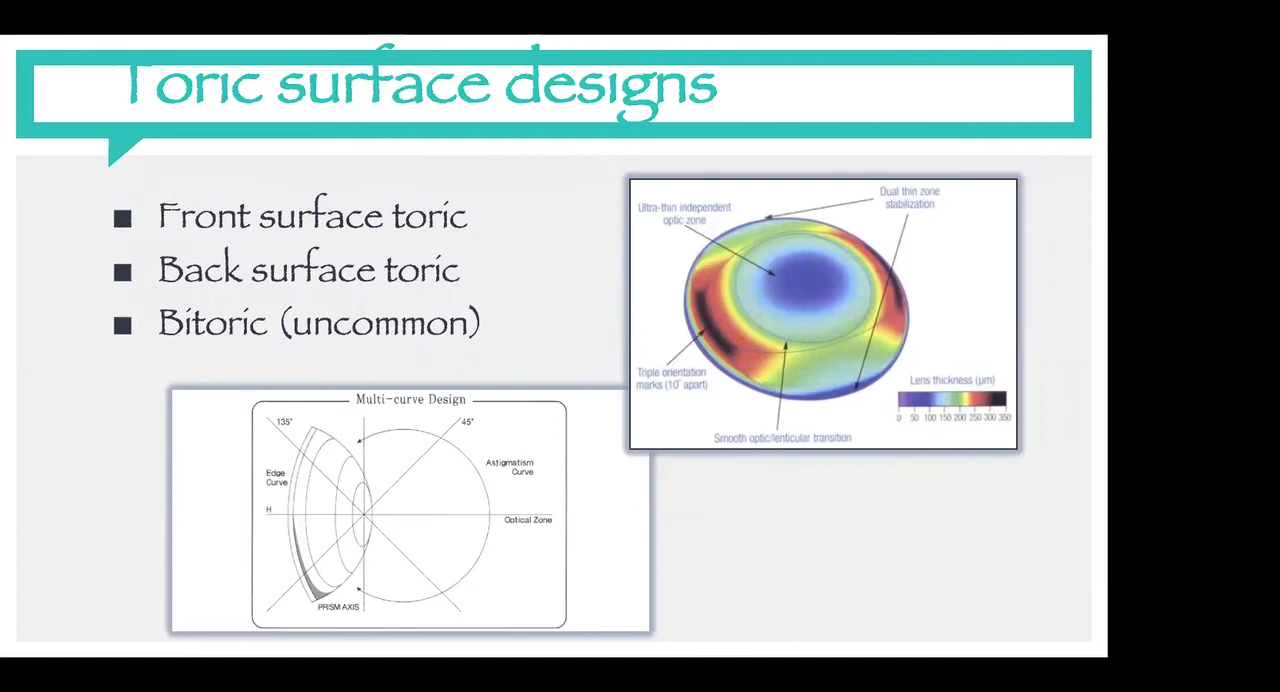 Toric surface designs
Front surface toric
Back surface toric
Bitoric (uncommon)
Ultra-thin independent
optic zone
Dual thin zone
stabilization
Triple orientation
marks (10° apart)
Lens thickness (μm)
0 50 100 150 200 250 300 350
Smooth optic/lenticular transition
Multi-curve Design
135°
45°
Edge
Curve
Astigmatism
Curve
H
Optical Zone
PRISM AXIS